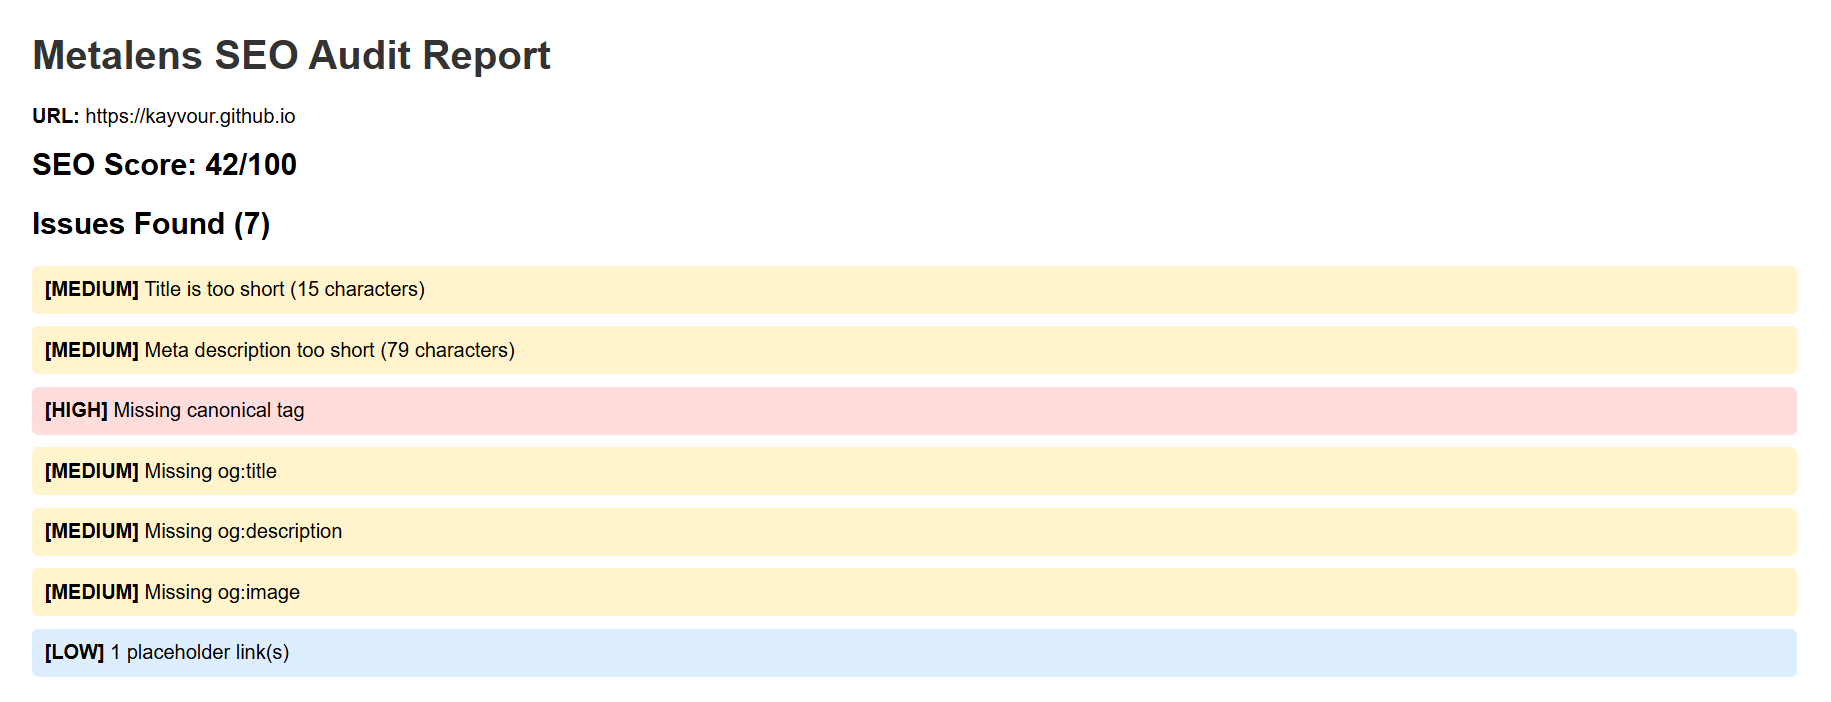 Metalens SEO Audit Report
URL: https://kayvour.github.io
SEO Score: 42/100
Issues Found (7)
[MEDIUM] Title is too short (15 characters)
[MEDIUM] Meta description too short (79 characters)
[HIGH] Missing canonical tag
[MEDIUM] Missing og:title
[MEDIUM] Missing og:description
[MEDIUM] Missing og:image
[LOW] 1 placeholder link(s)